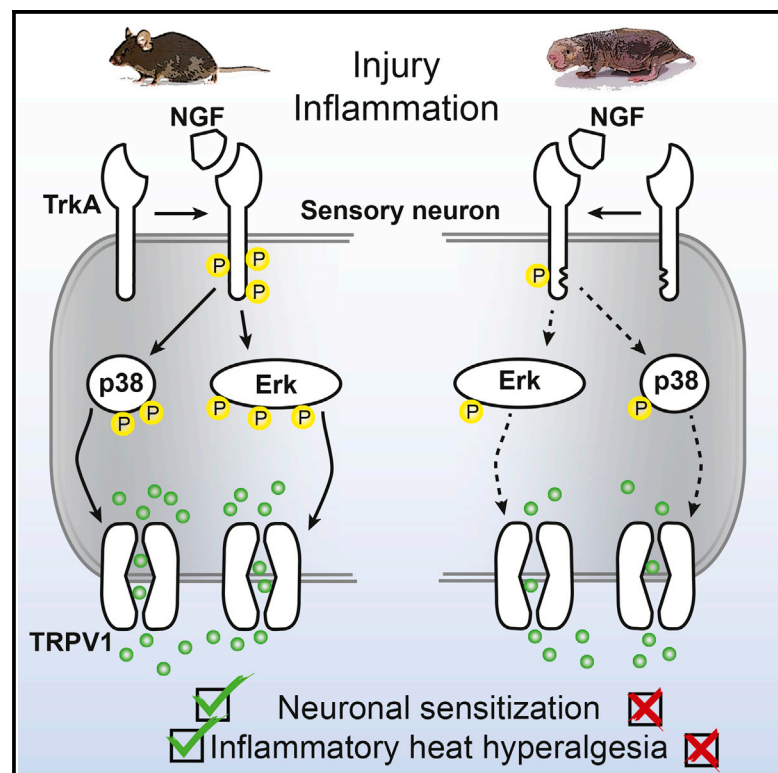 Injury
Inflammation
NGF
NGF
TrkA
Sensory neuron
P
P
P
P
p38
Erk
Erk
p38
P
P
P
P
P
P
P
TRPV1
Neuronal sensitization
Inflammatory heat hyperalgesia